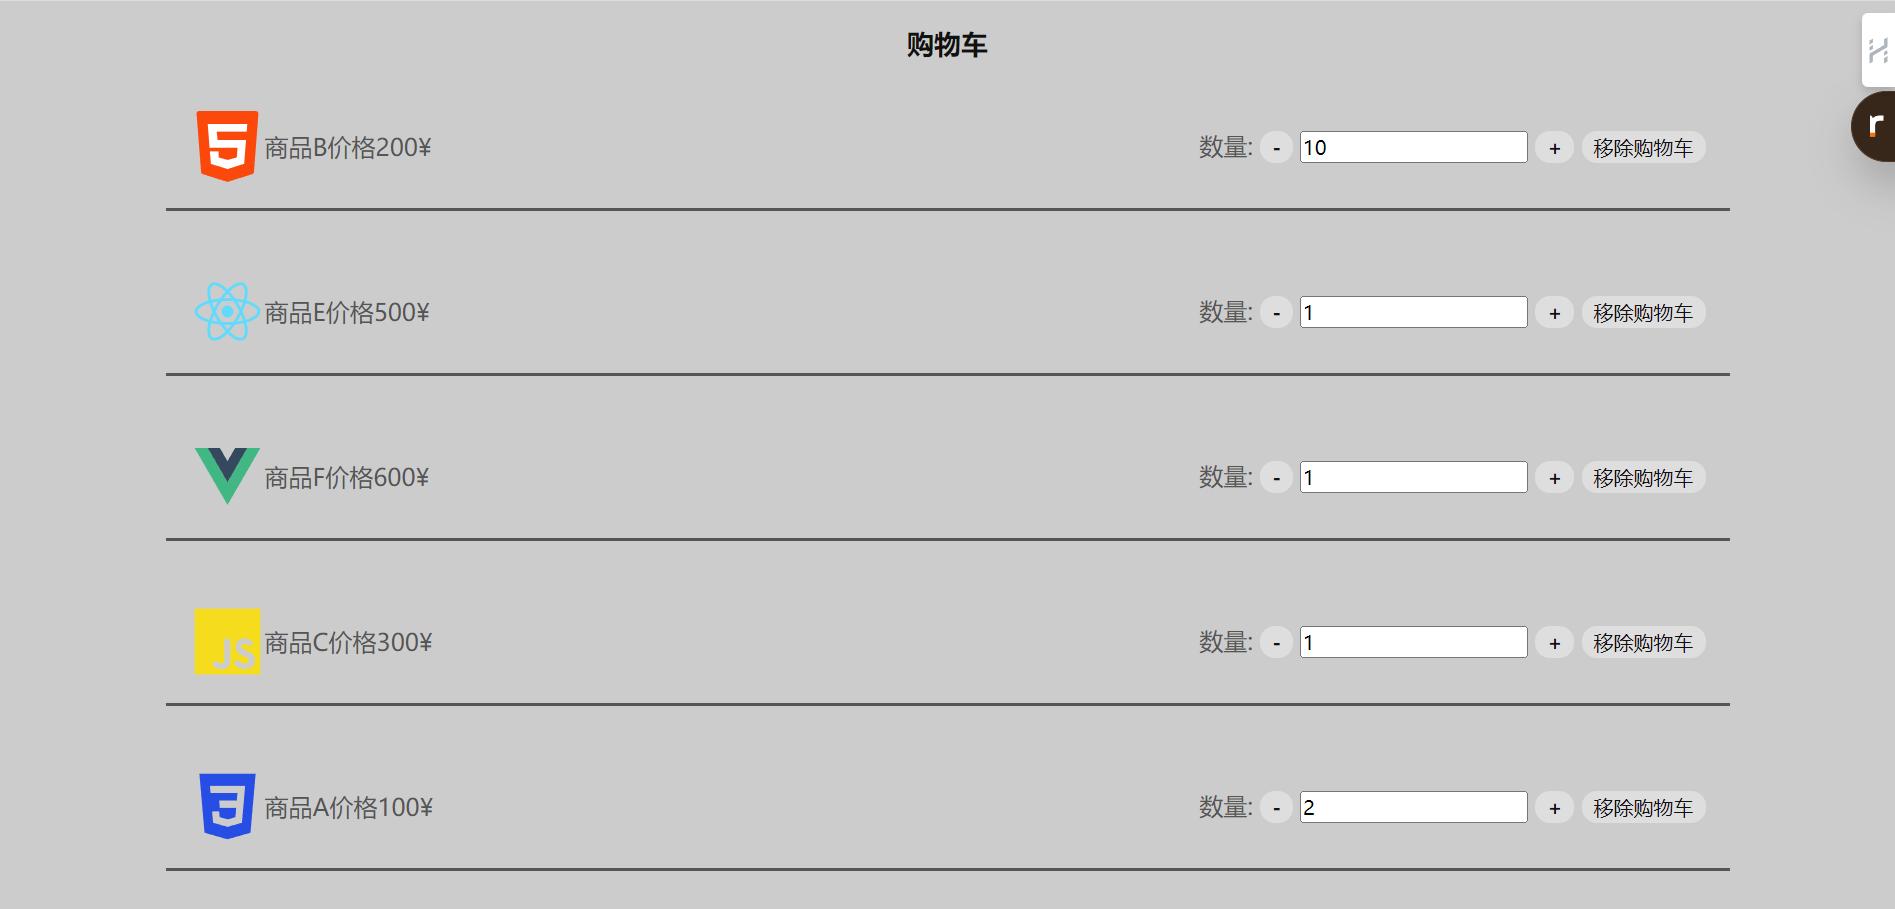 购物车
商品B价格200¥ 数量: - 10 + 移除购物车
商品E价格500¥ 数量: - 1 + 移除购物车
商品F价格600¥ 数量: - 1 + 移除购物车
JS 商品C价格300¥ 数量: - 1 + 移除购物车
商品A价格100¥ 数量: - 2 + 移除购物车
r